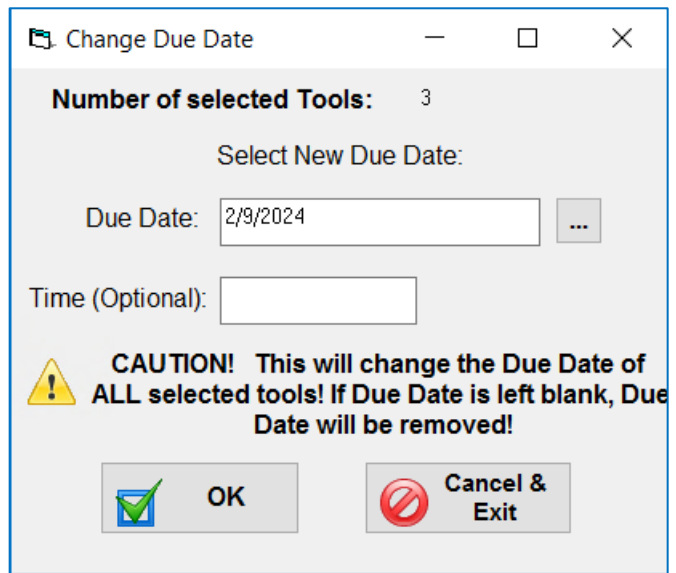 Change Due Date
Number of selected Tools: 3
Select New Due Date:
Due Date: 2/9/2024 ...
Time (Optional):
CAUTION! This will change the Due Date of
ALL selected tools! If Due Date is left blank, Due
Date will be removed!
OK
Cancel &
Exit